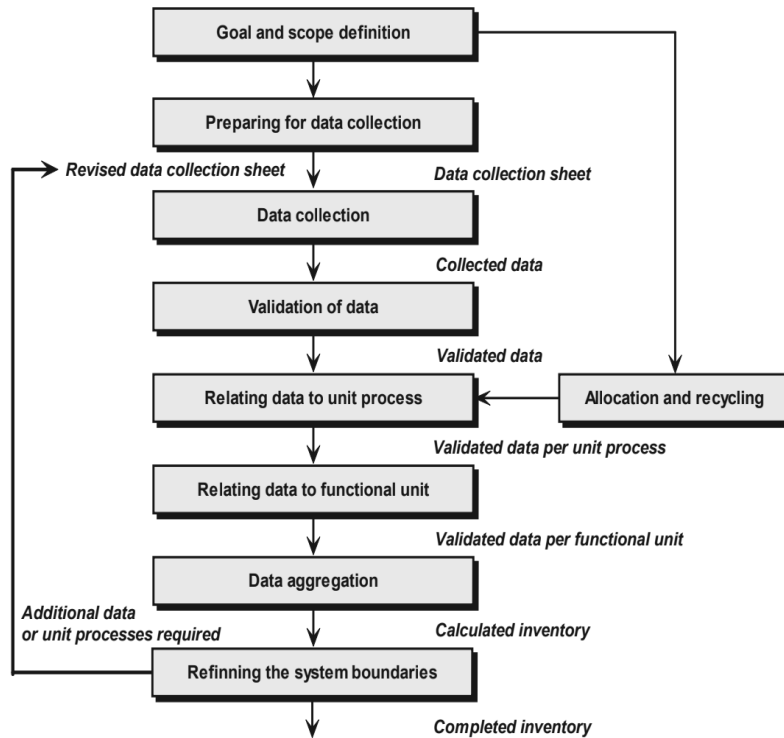 Goal and scope definition
Preparing for data collection
Revised data collection sheet
Data collection sheet
Data collection
Collected data
Validation of data
Validated data
Relating data to unit process
Allocation and recycling
Validated data per unit process
Relating data to functional unit
Validated data per functional unit
Data aggregation
Additional data
or unit processes required
Calculated inventory
Refinning the system boundaries
Completed inventory